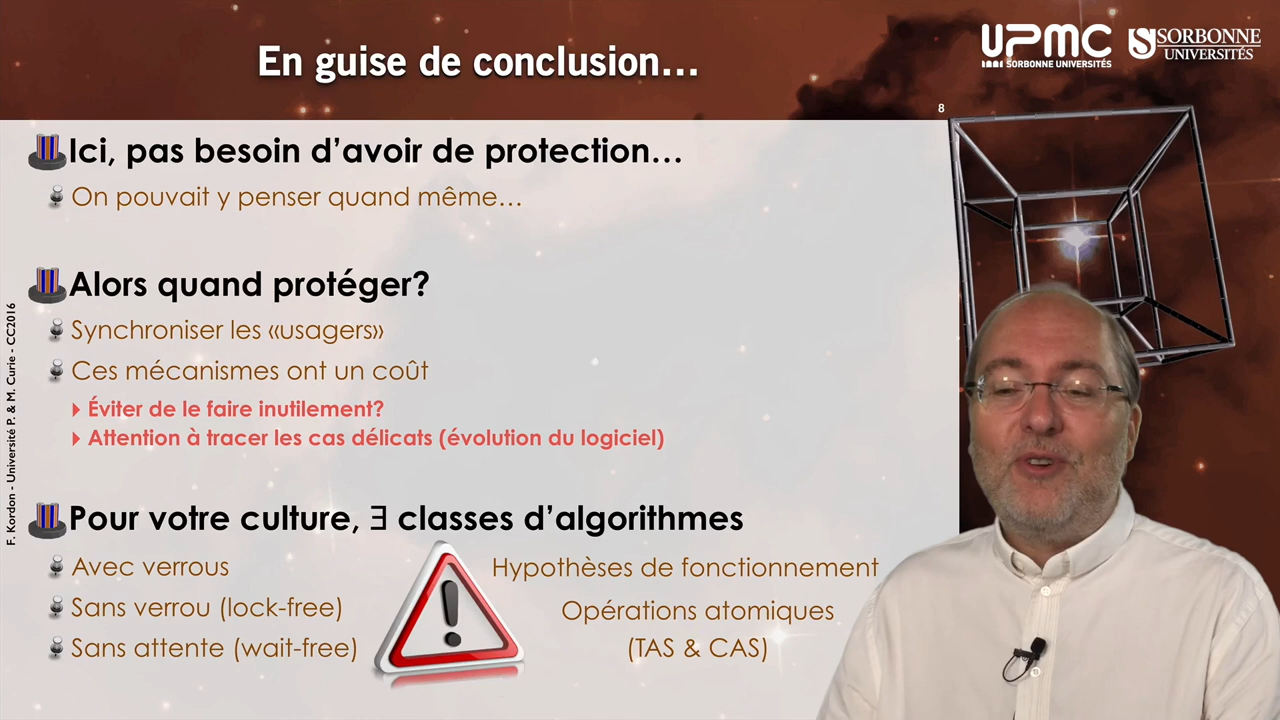 En guise de conclusion…
UPMC
SORBONNE UNIVERSITÉS
SORBONNE
UNIVERSITÉS
8
Ici, pas besoin d’avoir de protection…
On pouvait y penser quand même…
Alors quand protéger?
Synchroniser les «usagers»
Ces mécanismes ont un coût
Éviter de le faire inutilement?
Attention à tracer les cas délicats (évolution du logiciel)
Pour votre culture, ∃ classes d’algorithmes
Avec verrous
Sans verrou (lock-free)
Sans attente (wait-free)
Hypothèses de fonctionnement
Opérations atomiques
(TAS & CAS)
F. Kordon - Université P. & M. Curie - CC2016